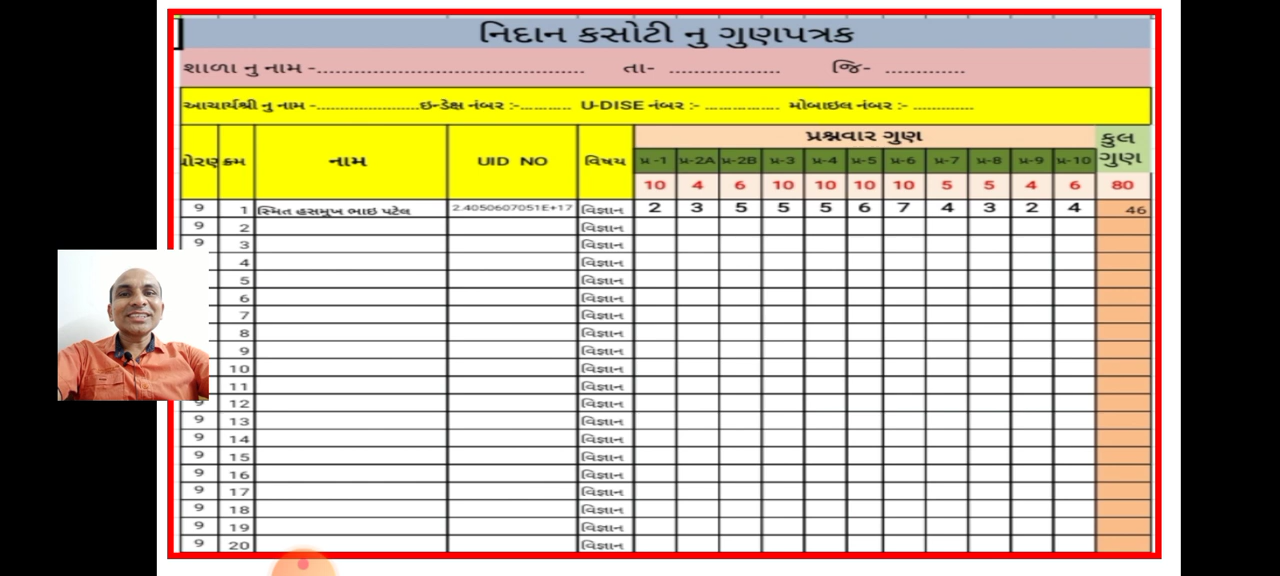 નિદાન કસોટી નુ ગુણપત્રક
શાળા નુ નામ -............................................ તા- .................. જિ- .............
આચાર્યશ્રી નુ નામ -.....................ઇન્ડેક્ષ નંબર :-........... U-DISE નંબર :- ............... મોબાઇલ નંબર :- ............
ધોરણ ક્રમ નામ UID NO વિષય પ્રશ્નવાર ગુણ કુલ ગુણ
પ્ર-1 પ્ર-2A પ્ર-2B પ્ર-3 પ્ર-4 પ્ર-5 પ્ર-6 પ્ર-7 પ્ર-8 પ્ર-9 પ્ર-10
10 4 6 10 10 10 10 5 5 4 6 80
9 1 સ્મિત હસમુખ ભાઇ પટેલ 2.4050607051E+17 વિજ્ઞાન 2 3 5 5 5 6 7 4 3 2 4 46
9 2 વિજ્ઞાન
9 3 વિજ્ઞાન
4 વિજ્ઞાન
5 વિજ્ઞાન
6 વિજ્ઞાન
7 વિજ્ઞાન
8 વિજ્ઞાન
9 વિજ્ઞાન
10 વિજ્ઞાન
11 વિજ્ઞાન
9 12 વિજ્ઞાન
9 13 વિજ્ઞાન
9 14 વિજ્ઞાન
9 15 વિજ્ઞાન
9 16 વિજ્ઞાન
9 17 વિજ્ઞાન
9 18 વિજ્ઞાન
9 19 વિજ્ઞાન
9 20 વિજ્ઞાન